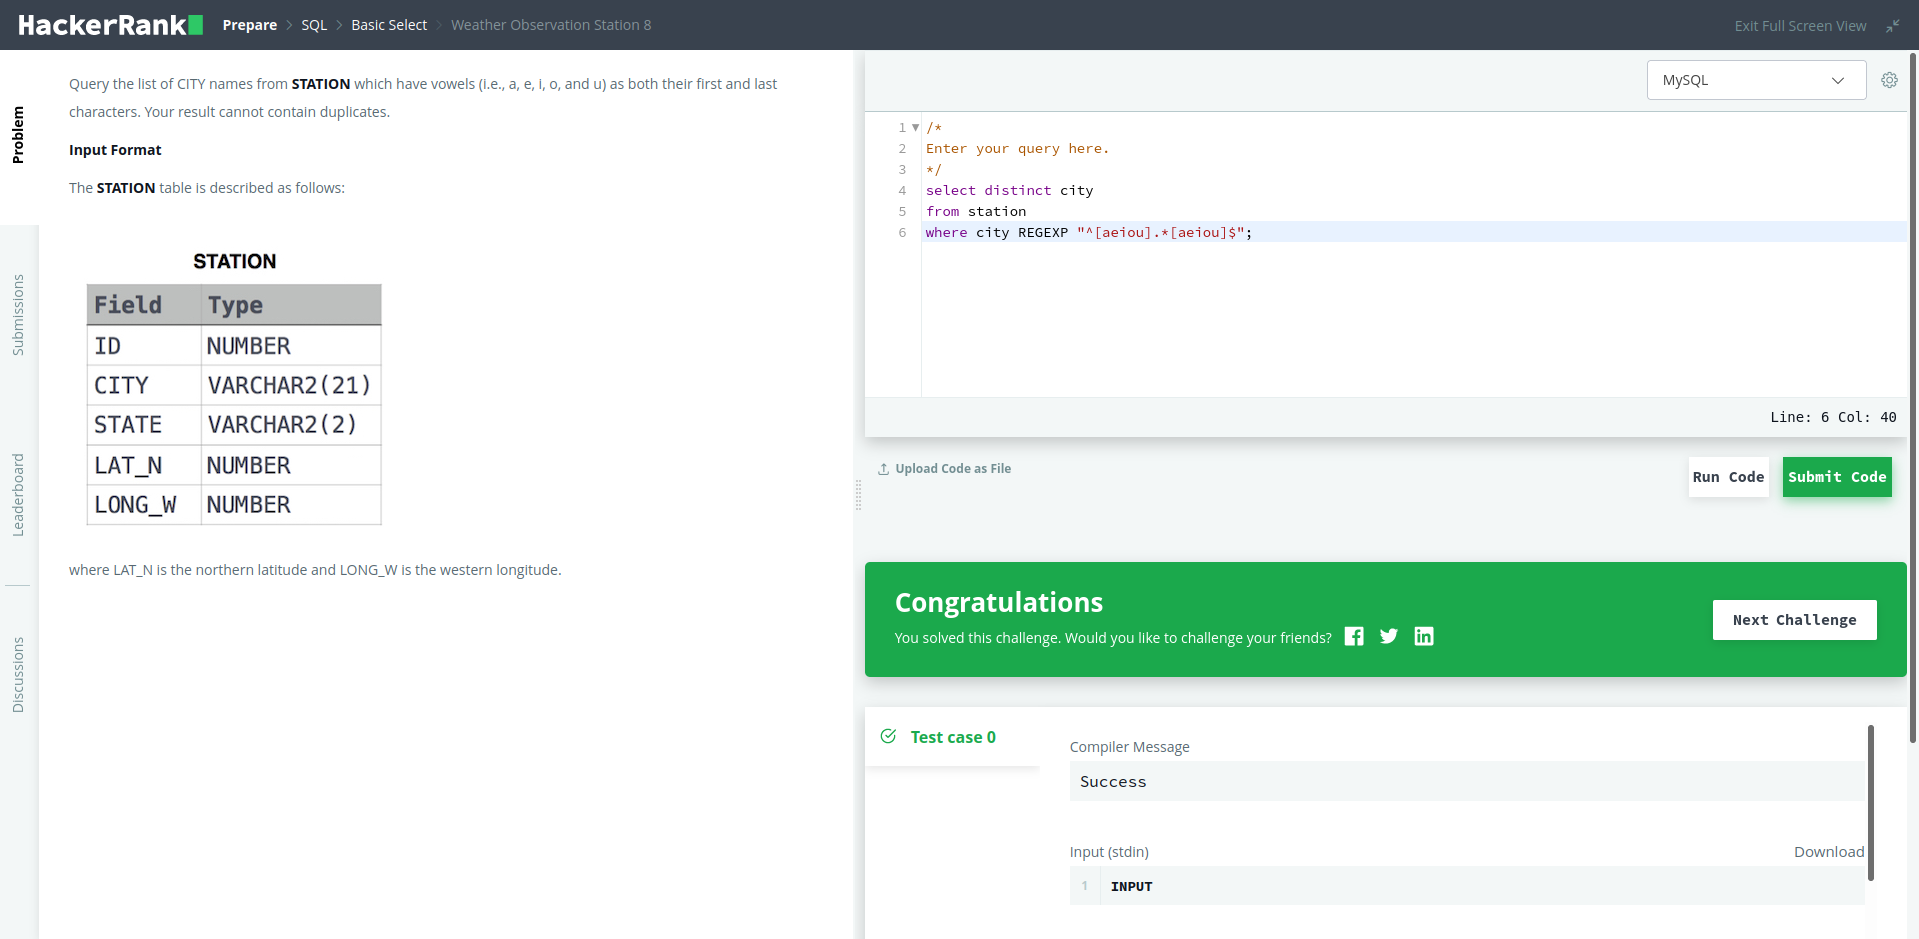 HackerRank
Prepare > SQL > Basic Select > Weather Observation Station 8
Exit Full Screen View
Problem
Submissions
Leaderboard
Discussions
Query the list of CITY names from STATION which have vowels (i.e., a, e, i, o, and u) as both their first and last
characters. Your result cannot contain duplicates.
Input Format
The STATION table is described as follows:
STATION
Field Type
ID NUMBER
CITY VARCHAR2(21)
STATE VARCHAR2(2)
LAT_N NUMBER
LONG_W NUMBER
where LAT_N is the northern latitude and LONG_W is the western longitude.
MySQL
1 /*
2 Enter your query here.
3 */
4 select distinct city
5 from station
6 where city REGEXP "^[aeiou].*[aeiou]$";
Line: 6 Col: 40
Upload Code as File
Run Code
Submit Code
Congratulations
You solved this challenge. Would you like to challenge your friends?
Next Challenge
Test case 0
Compiler Message
Success
Input (stdin)
Download
1 INPUT